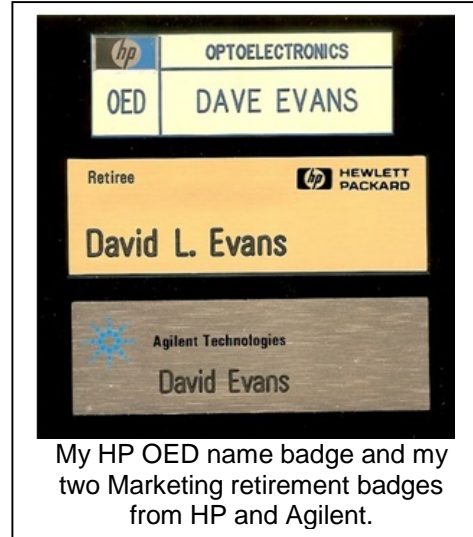 hp OPTOELECTRONICS
OED DAVE EVANS
Retiree hp HEWLETT
PACKARD
David L. Evans
Agilent Technologies
David Evans
My HP OED name badge and my
two Marketing retirement badges
from HP and Agilent.